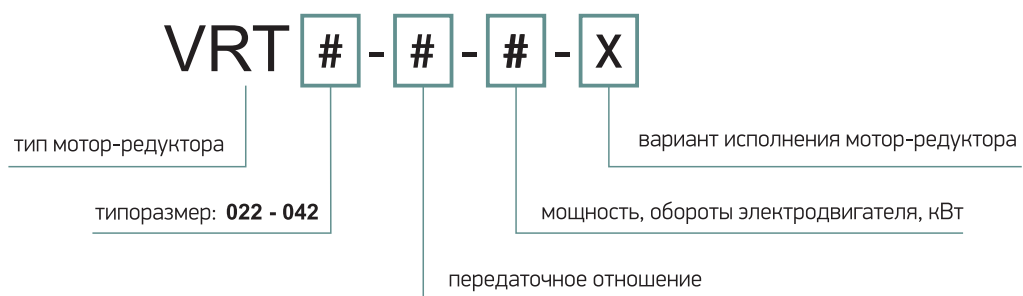 VRT # - # - # - X
тип мотор-редуктора
вариант исполнения мотор-редуктора
типоразмер: 022 - 042
мощность, обороты электродвигателя, кВт
передаточное отношение